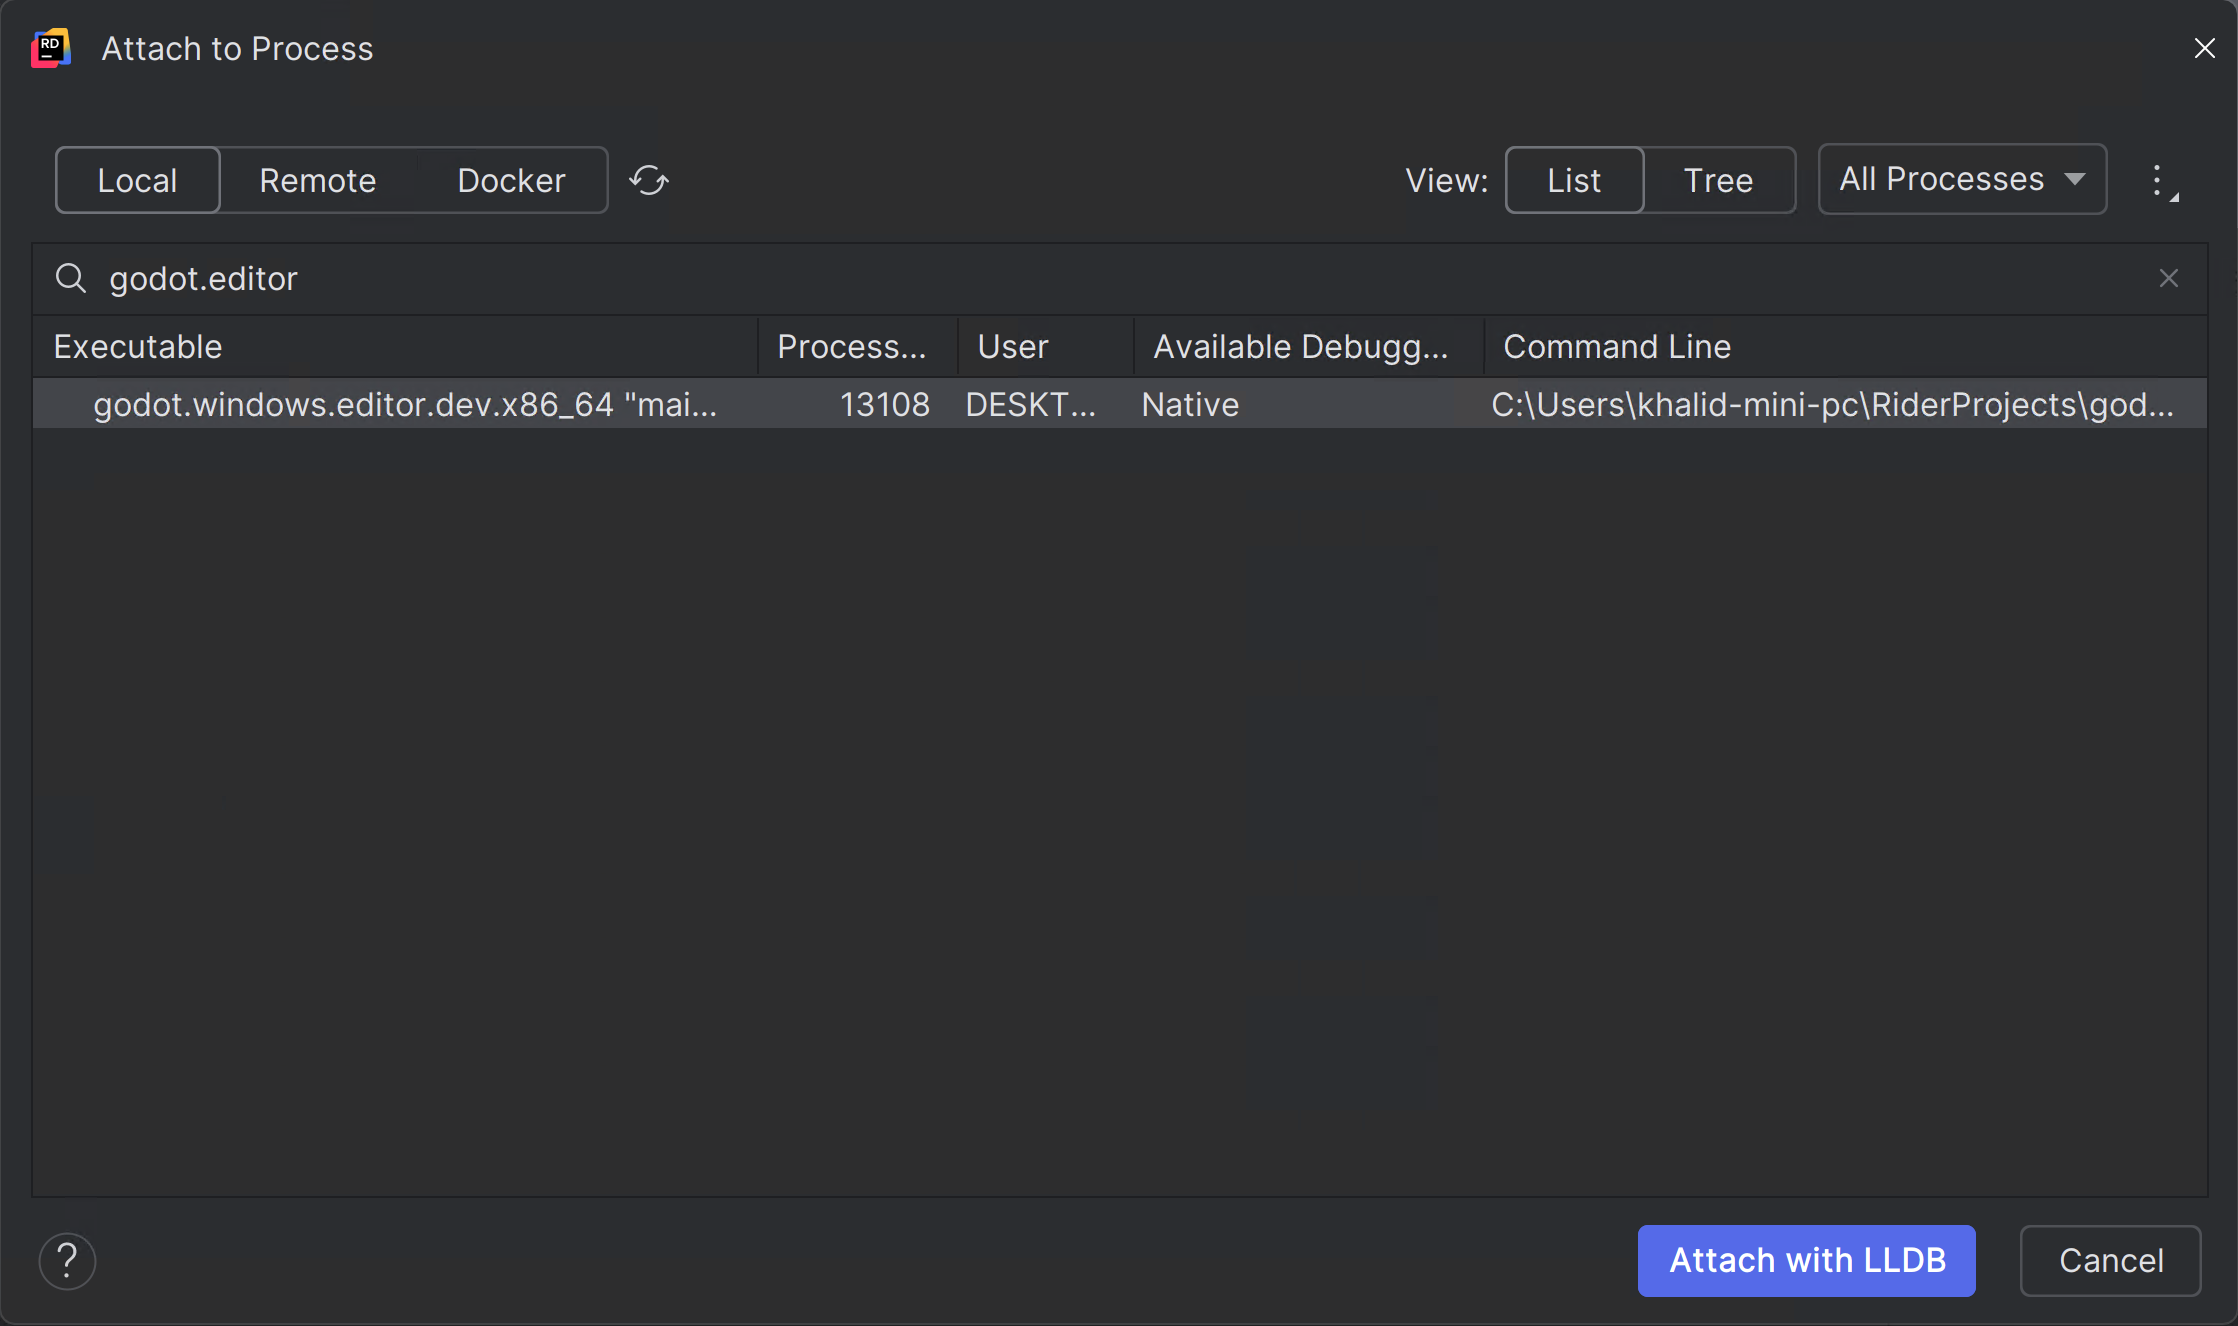 RD Attach to Process
Local Remote Docker View: List Tree All Processes
godot.editor
Executable Process... User Available Debugg... Command Line
godot.windows.editor.dev.x86_64 "mai... 13108 DESKT... Native C:\Users\khalid-mini-pc\RiderProjects\god...
? Attach with LLDB Cancel